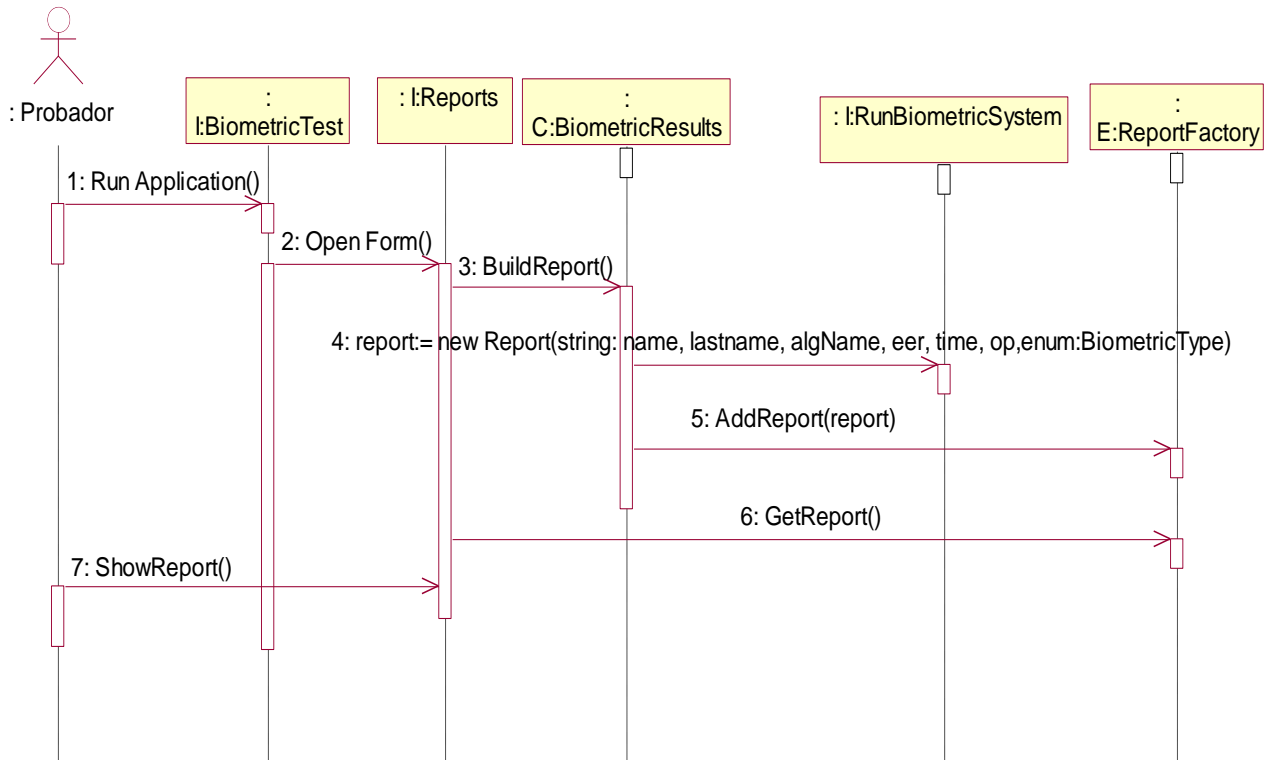 : Probador
:
I:BiometricTest
: I:Reports
:
C:BiometricResults
: I:RunBiometricSystem
:
E:ReportFactory
1: Run Application()
2: Open Form()
3: BuildReport()
4: report:= new Report(string: name, lastname, algName, eer, time, op,enum:BiometricType)
5: AddReport(report)
6: GetReport()
7: ShowReport()